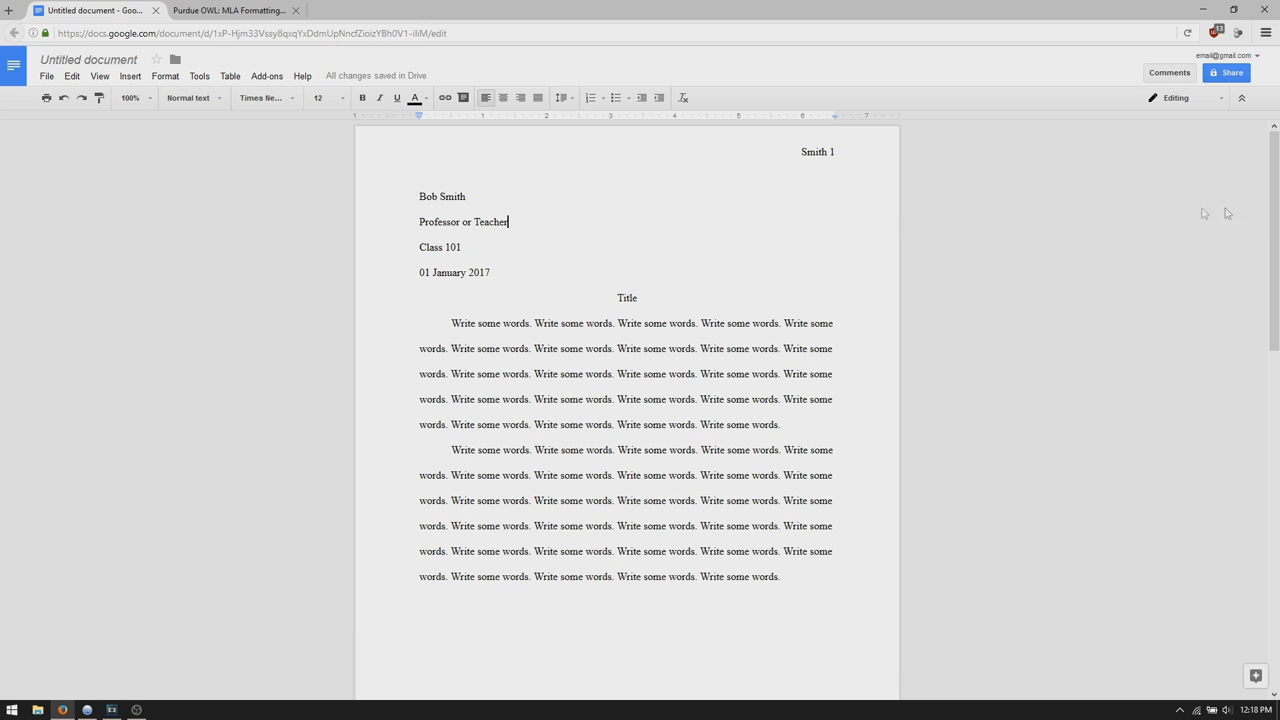 Untitled document - Goo...
Purdue OWL: MLA Formatting...
https://docs.google.com/document/d/1xP-Hjm33Vssy8qxqYxDdmUpNncfZioizYBh0V1-iliM/edit
13
Untitled document
email@gmail.com
File Edit View Insert Format Tools Table Add-ons Help All changes saved in Drive
Comments Share
100% Normal text Times Ne... 12 Editing
1 1 2 3 4 5 6 7
Smith 1
Bob Smith
Professor or Teacher
Class 101
01 January 2017
Title
Write some words. Write some words. Write some words. Write some words. Write some
words. Write some words. Write some words. Write some words. Write some words. Write some
words. Write some words. Write some words. Write some words. Write some words. Write some
words. Write some words. Write some words. Write some words. Write some words. Write some
words. Write some words. Write some words. Write some words. Write some words.
Write some words. Write some words. Write some words. Write some words. Write some
words. Write some words. Write some words. Write some words. Write some words. Write some
words. Write some words. Write some words. Write some words. Write some words. Write some
words. Write some words. Write some words. Write some words. Write some words. Write some
words. Write some words. Write some words. Write some words. Write some words. Write some
words. Write some words. Write some words. Write some words. Write some words.
12:18 PM